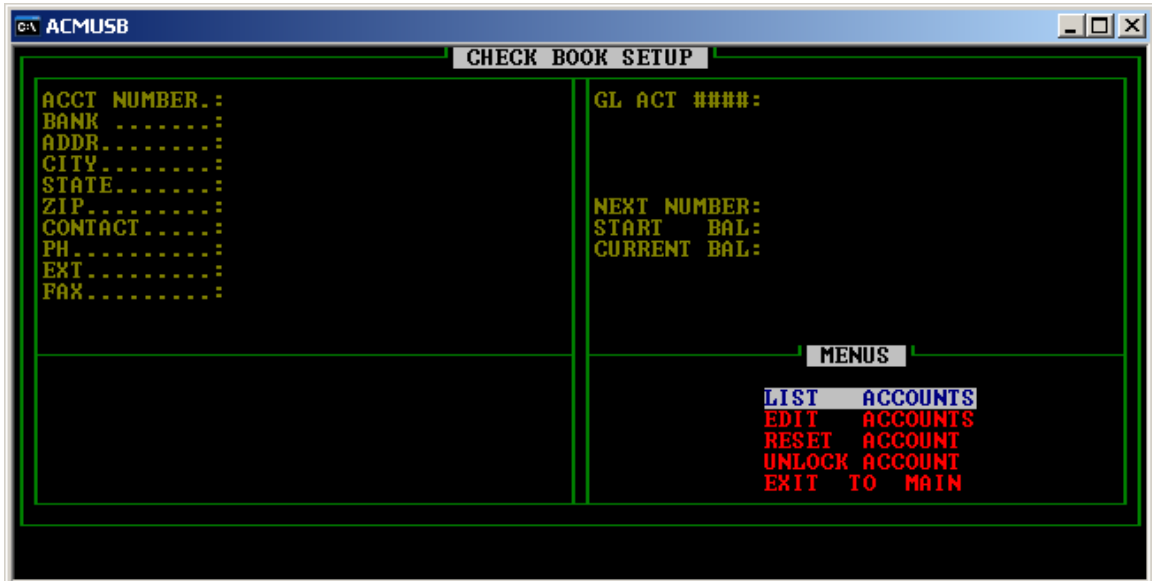 C:\ ACMUSB
CHECK BOOK SETUP
ACCT NUMBER.:
BANK .......:
ADDR........:
CITY........:
STATE.......:
ZIP.........:
CONTACT.....:
PH..........:
EXT.........:
FAX.........:
GL ACT ####:
NEXT NUMBER:
START   BAL:
CURRENT BAL:
MENUS
LIST   ACCOUNTS
EDIT   ACCOUNTS
RESET  ACCOUNT
UNLOCK ACCOUNT
EXIT  TO  MAIN